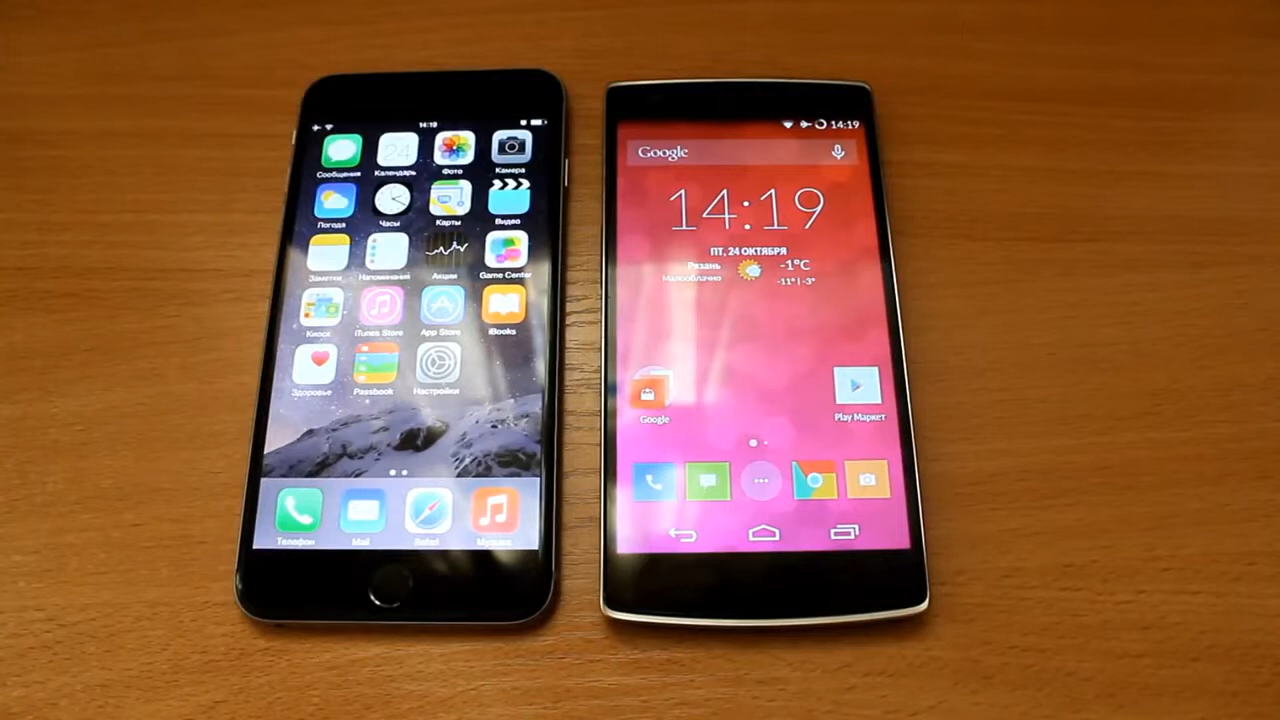 14:19
24
Сообщения
Календарь
Фото
Камера
Погода
Часы
Карты
Видео
Заметки
Напоминания
Акции
Game Center
Киоск
iTunes Store
App Store
iBooks
Здоровье
Passbook
Настройки
Телефон
Mail
Safari
Музыка
14:19
Google
14:19
ПТ, 24 ОКТЯБРЯ
Рязань
Малооблачно
-1°C
-11° | -3°
Google
Play Маркет